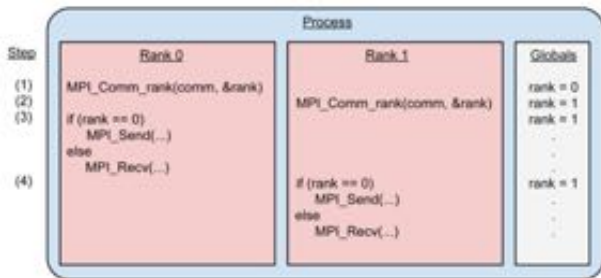 Process
Step
Rank 0
Rank 1
Globals
(1)
MPI_Comm_rank(comm, &rank)
rank = 0
(2)
MPI_Comm_rank(comm, &rank)
rank = 1
(3)
if (rank == 0)
rank = 1
MPI_Send(...)
.
else
.
MPI_Recv(...)
.
(4)
if (rank == 0)
rank = 1
MPI_Send(...)
.
else
.
MPI_Recv(...)
.